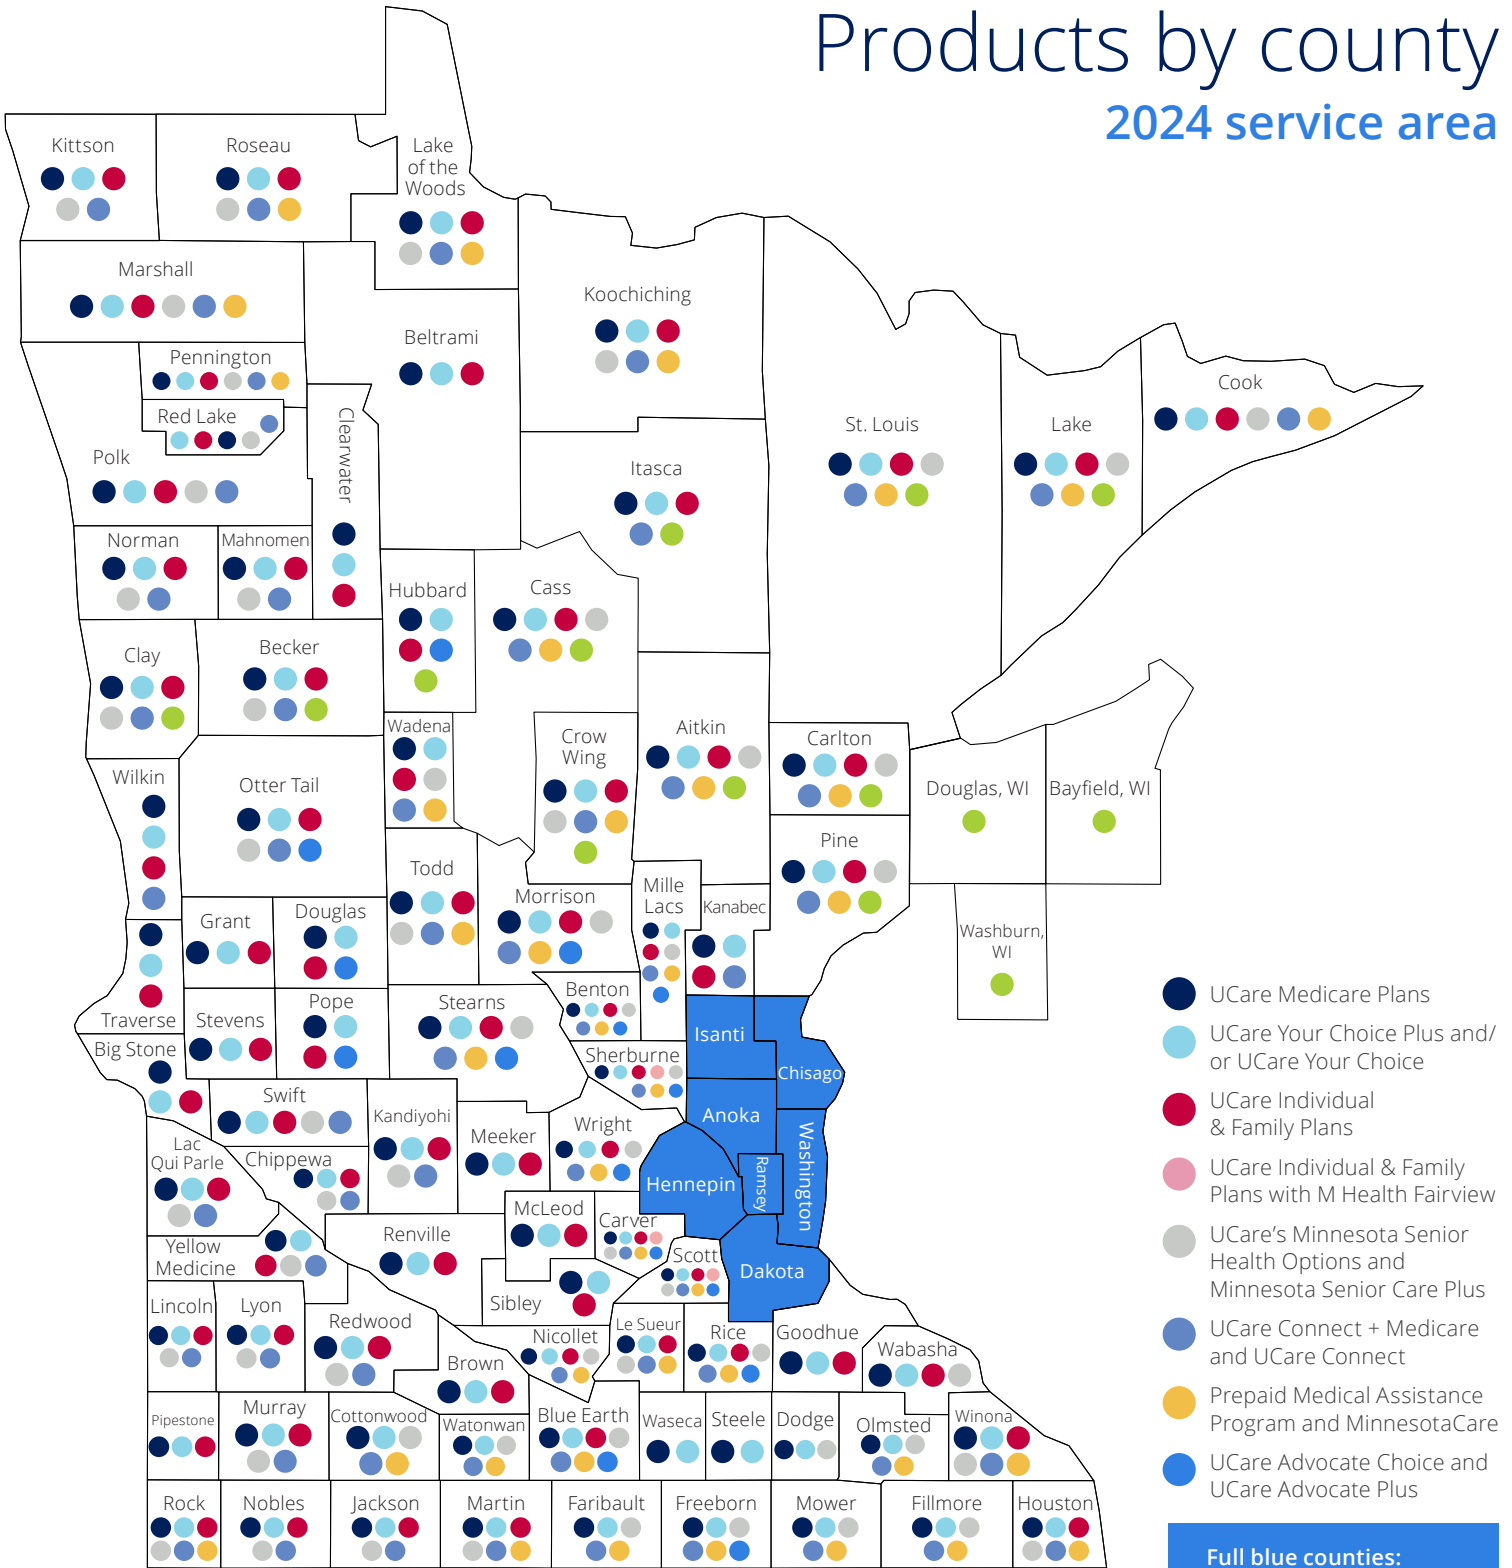 Products by county
2024 service area
Kittson
Roseau
Lake
of the
Woods
Marshall
Koochiching
Beltrami
Pennington
Red Lake
Clearwater
Polk
Cook
St. Louis
Lake
Itasca
Norman
Mahnomen
Hubbard
Cass
Clay
Becker
Wadena
Crow
Wing
Aitkin
Carlton
Wilkin
Otter Tail
Douglas, WI
Bayfield, WI
Pine
Todd
Morrison
Mille
Lacs
Kanabec
Grant
Douglas
Washburn,
WI
Traverse
Stevens
Pope
Stearns
Benton
Isanti
Big Stone
Sherburne
Chisago
Swift
Kandiyohi
Meeker
Wright
Anoka
Lac
Qui Parle
Chippewa
Hennepin
Ramsey
Washington
Yellow
Medicine
Renville
McLeod
Carver
Scott
Dakota
Sibley
Lincoln
Lyon
Redwood
Nicollet
Le Sueur
Rice
Goodhue
Wabasha
Brown
Pipestone
Murray
Cottonwood
Watonwan
Blue Earth
Waseca
Steele
Dodge
Olmsted
Winona
Rock
Nobles
Jackson
Martin
Faribault
Freeborn
Mower
Fillmore
Houston
UCare Medicare Plans
UCare Your Choice Plus and/
or UCare Your Choice
UCare Individual
& Family Plans
UCare Individual & Family
Plans with M Health Fairview
UCare’s Minnesota Senior
Health Options and
Minnesota Senior Care Plus
UCare Connect + Medicare
and UCare Connect
Prepaid Medical Assistance
Program and MinnesotaCare
UCare Advocate Choice and
UCare Advocate Plus
Full blue counties: